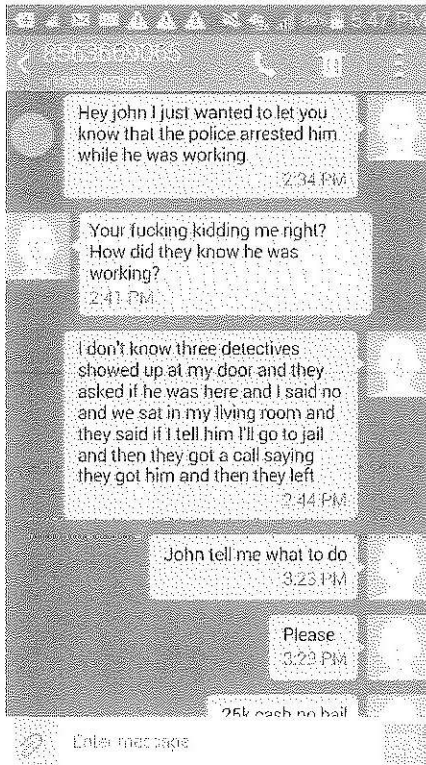 8:47 PM
Hey john I just wanted to let you
know that the police arrested him
while he was working
2:34 PM
Your fucking kidding me right?
How did they know he was
working?
2:41 PM
I don't know three detectives
showed up at my door and they
asked if he was here and I said no
and we sat in my living room and
they said if I tell him I'll go to jail
and then they got a call saying
they got him and then they left
2:44 PM
John tell me what to do
3:23 PM
Please
3:23 PM
25k cash no bail
Enter message